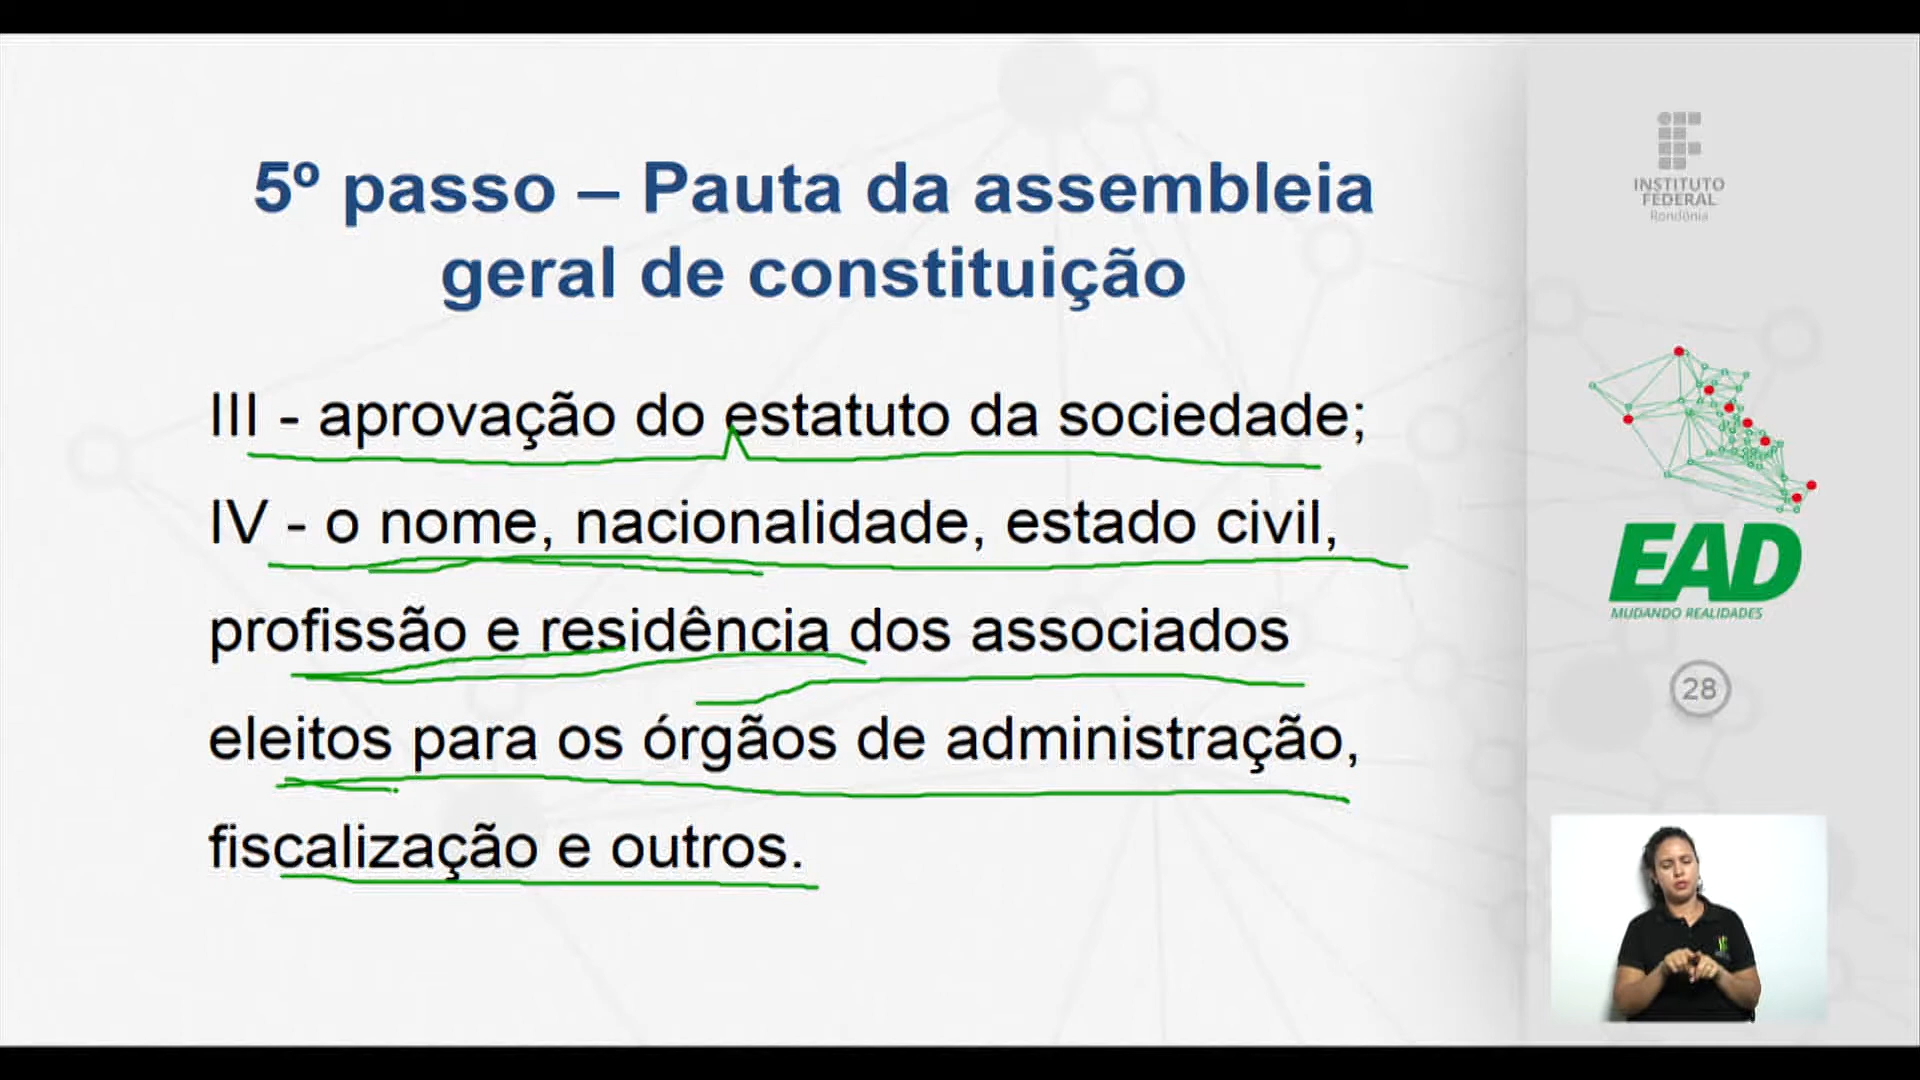 5º passo – Pauta da assembleia
geral de constituição
III - aprovação do estatuto da sociedade;
IV - o nome, nacionalidade, estado civil,
profissão e residência dos associados
eleitos para os órgãos de administração,
fiscalização e outros.
INSTITUTO
FEDERAL
Rondônia
EAD
MUDANDO REALIDADES
28